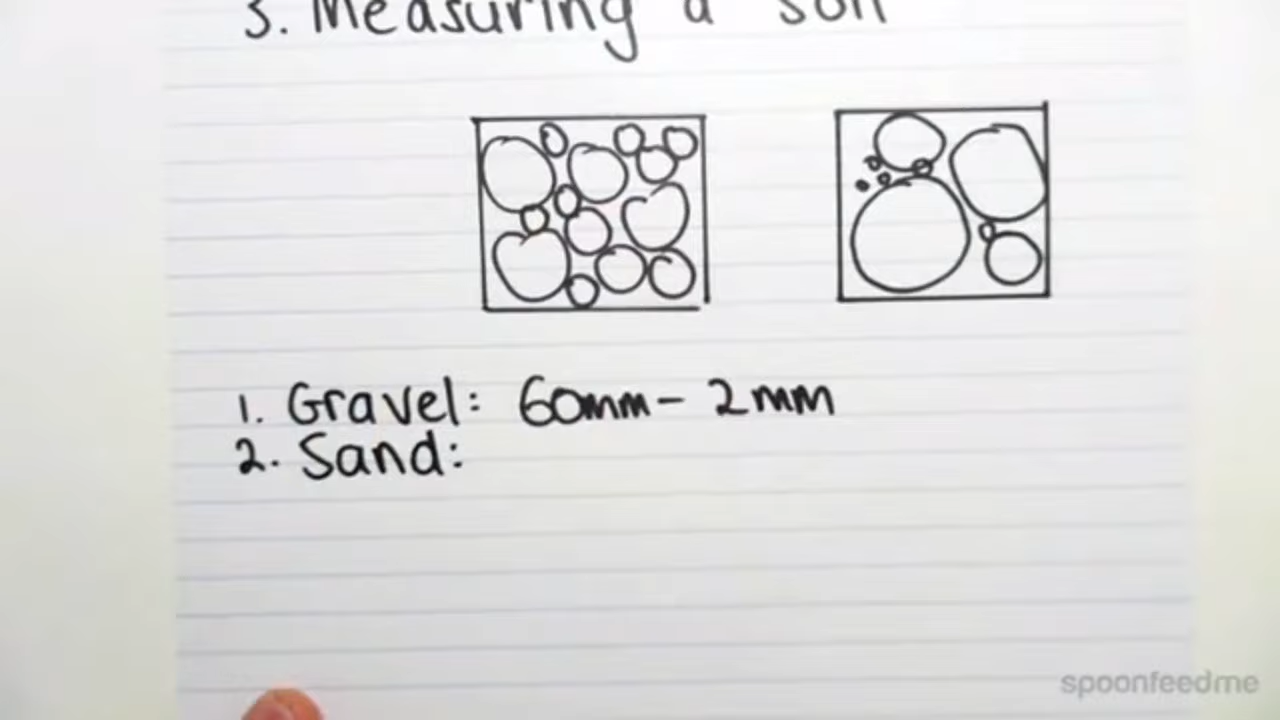 3. Measuring a soil
1. Gravel: 60mm - 2mm
2. Sand:
spoonfeedme